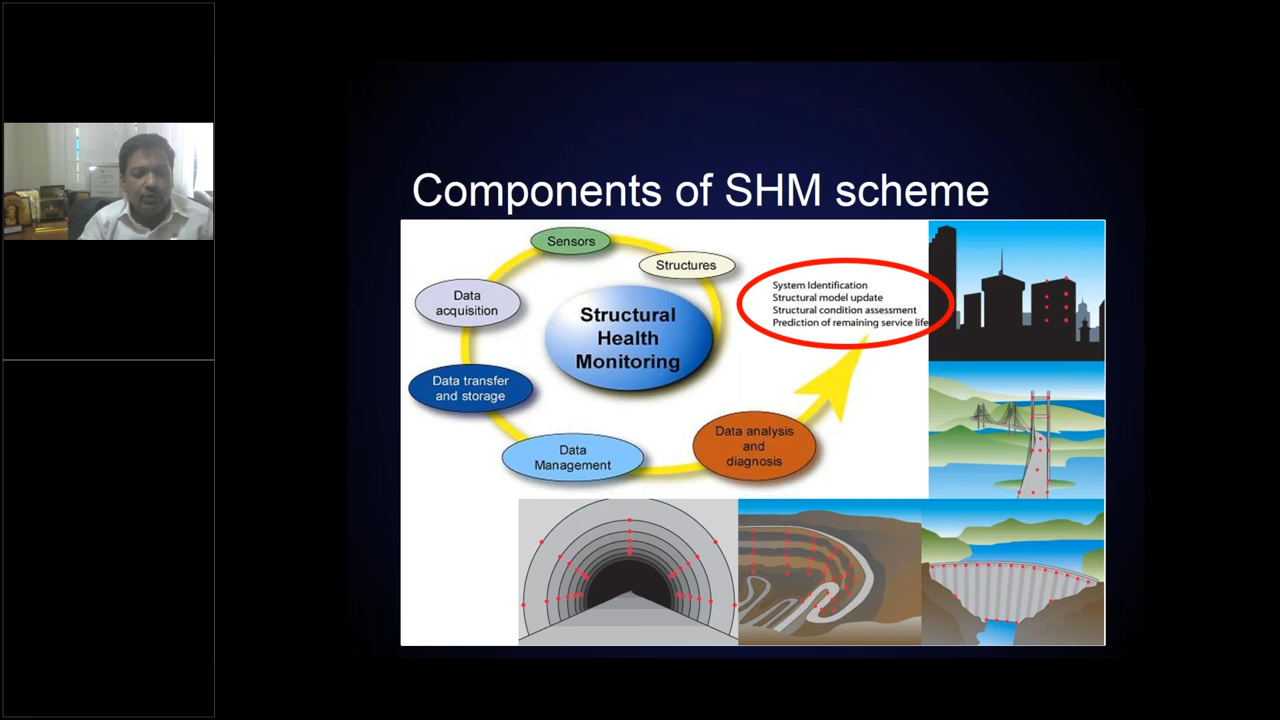 Components of SHM scheme
Sensors
Structures
Data
acquisition
Structural
Health
Monitoring
System Identification
Structural model update
Structural condition assessment
Prediction of remaining service life
Data transfer
and storage
Data
Management
Data analysis
and
diagnosis